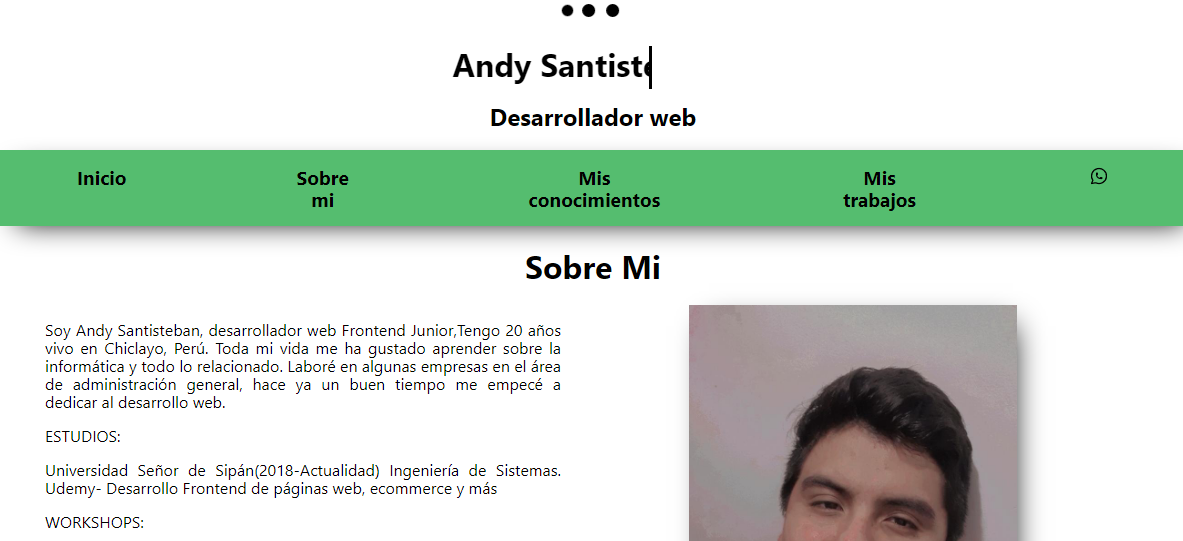 Andy Santiste
Desarrollador web
Inicio
Sobre
mi
Mis
conocimientos
Mis
trabajos
Sobre Mi
Soy Andy Santisteban, desarrollador web Frontend Junior,Tengo 20 años
vivo en Chiclayo, Perú. Toda mi vida me ha gustado aprender sobre la
informática y todo lo relacionado. Laboré en algunas empresas en el área
de administración general, hace ya un buen tiempo me empecé a
dedicar al desarrollo web.
ESTUDIOS:
Universidad Señor de Sipán(2018-Actualidad) Ingeniería de Sistemas.
Udemy- Desarrollo Frontend de páginas web, ecommerce y más
WORKSHOPS: